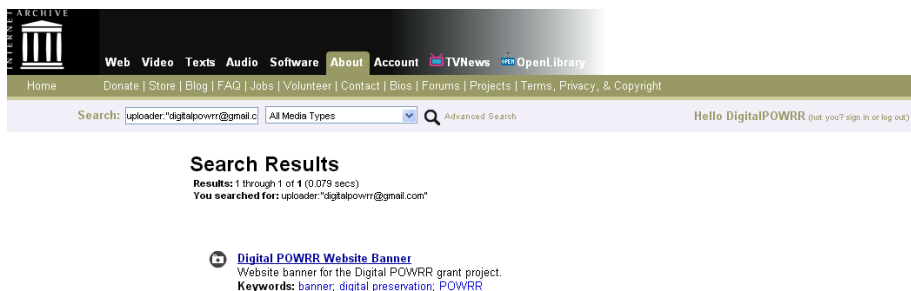 INTERNET ARCHIVE
Web Video Texts Audio Software About Account TVNews OPEN OpenLibrary
Home Donate | Store | Blog | FAQ | Jobs | Volunteer | Contact | Bios | Forums | Projects | Terms, Privacy, & Copyright
Search: uploader:"digitalpowrr@gmail.c All Media Types Advanced Search Hello DigitalPOWRR (not you? sign in or log out)
Search Results
Results: 1 through 1 of 1 (0.079 secs)
You searched for: uploader:"digitalpowrr@gmail.com"
Digital POWRR Website Banner
Website banner for the Digital POWRR grant project.
Keywords: banner; digital preservation; POWRR